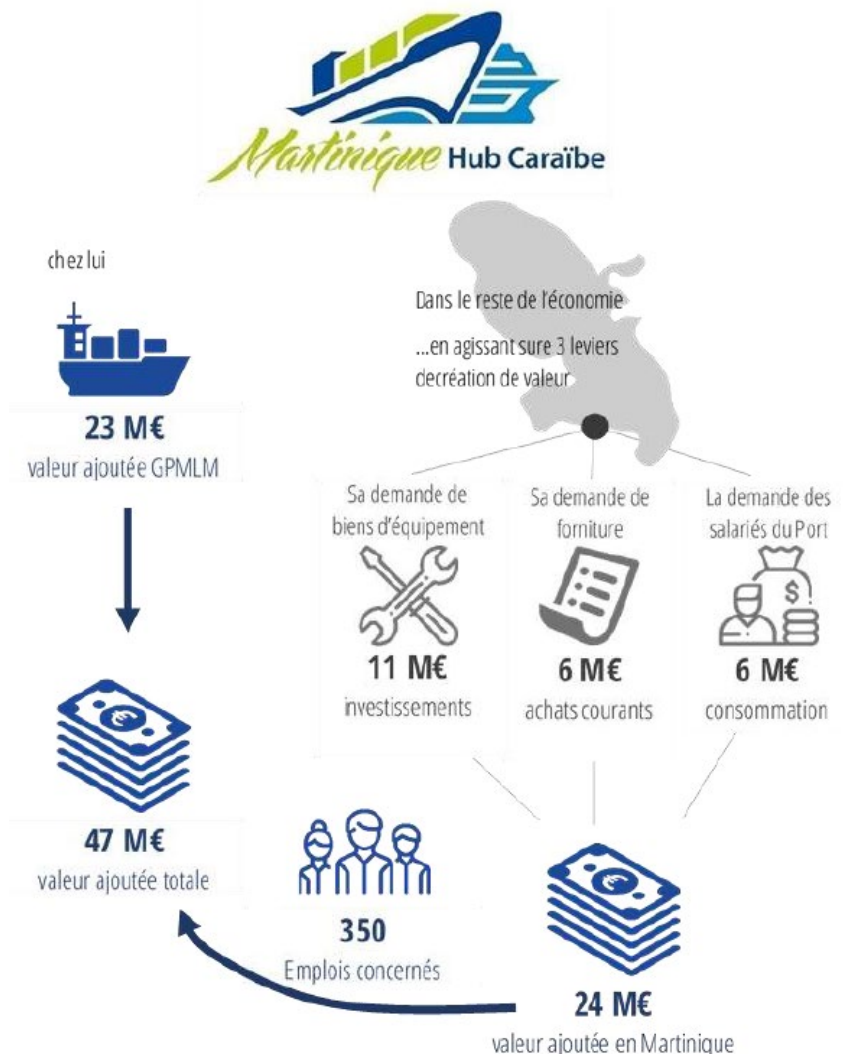 Martinique Hub Caraïbe
chez lui
23 M€
valeur ajoutée GPMLM
Dans le reste de l'économie
...en agissant sure 3 leviers
decréation de valeur
Sa demande de
biens d'équipement
11 M€
investissements
Sa demande de
forniture
6 M€
achats courants
La demande des
salariés du Port
$
6 M€
consommation
€
47 M€
valeur ajoutée totale
350
Emplois concernés
€
24 M€
valeur ajoutée en Martinique